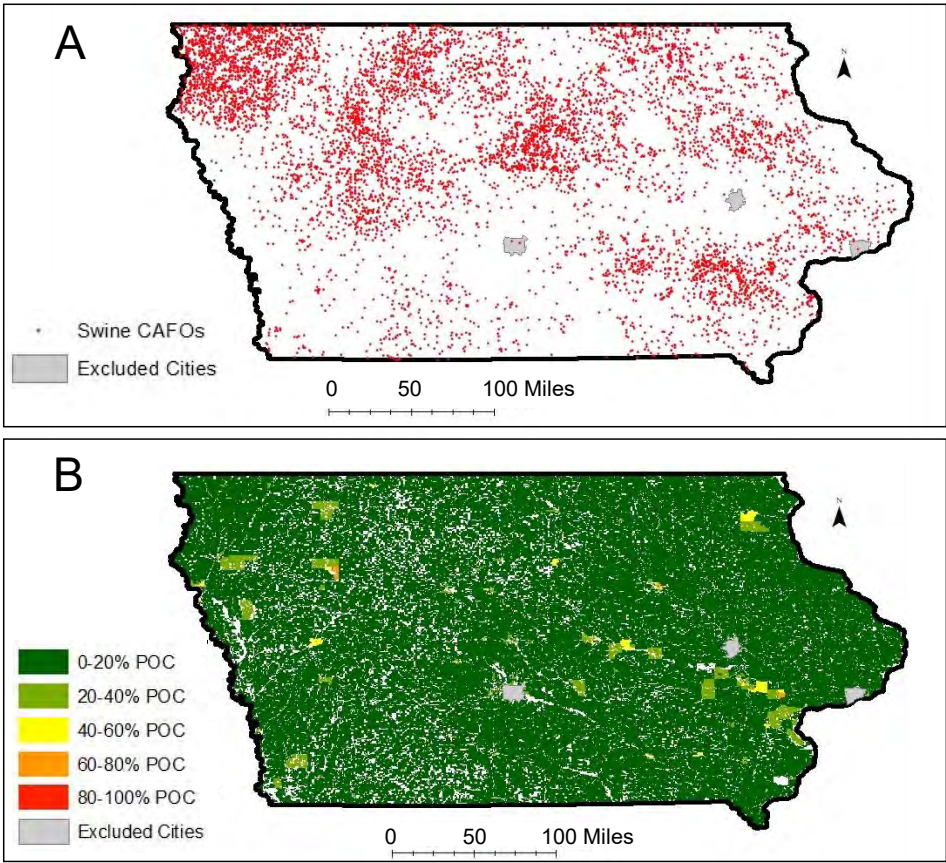 A
N
Swine CAFOs
Excluded Cities
0 50 100 Miles
B
N
0-20% POC
20-40% POC
40-60% POC
60-80% POC
80-100% POC
Excluded Cities
0 50 100 Miles